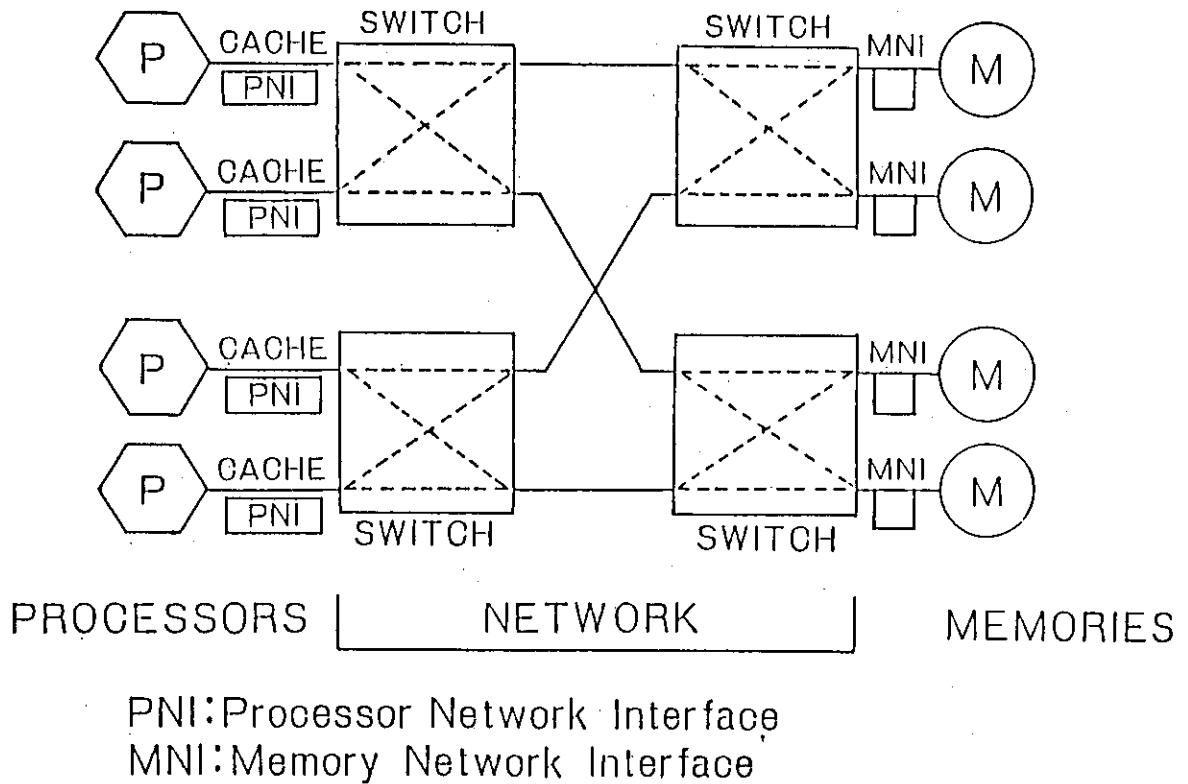 SWITCH SWITCH
P CACHE MNI M
PNI
P CACHE MNI M
PNI
P CACHE MNI M
PNI
P CACHE MNI M
PNI
SWITCH SWITCH
PROCESSORS NETWORK MEMORIES
PNI:Processor Network Interface
MNI:Memory Network Interface